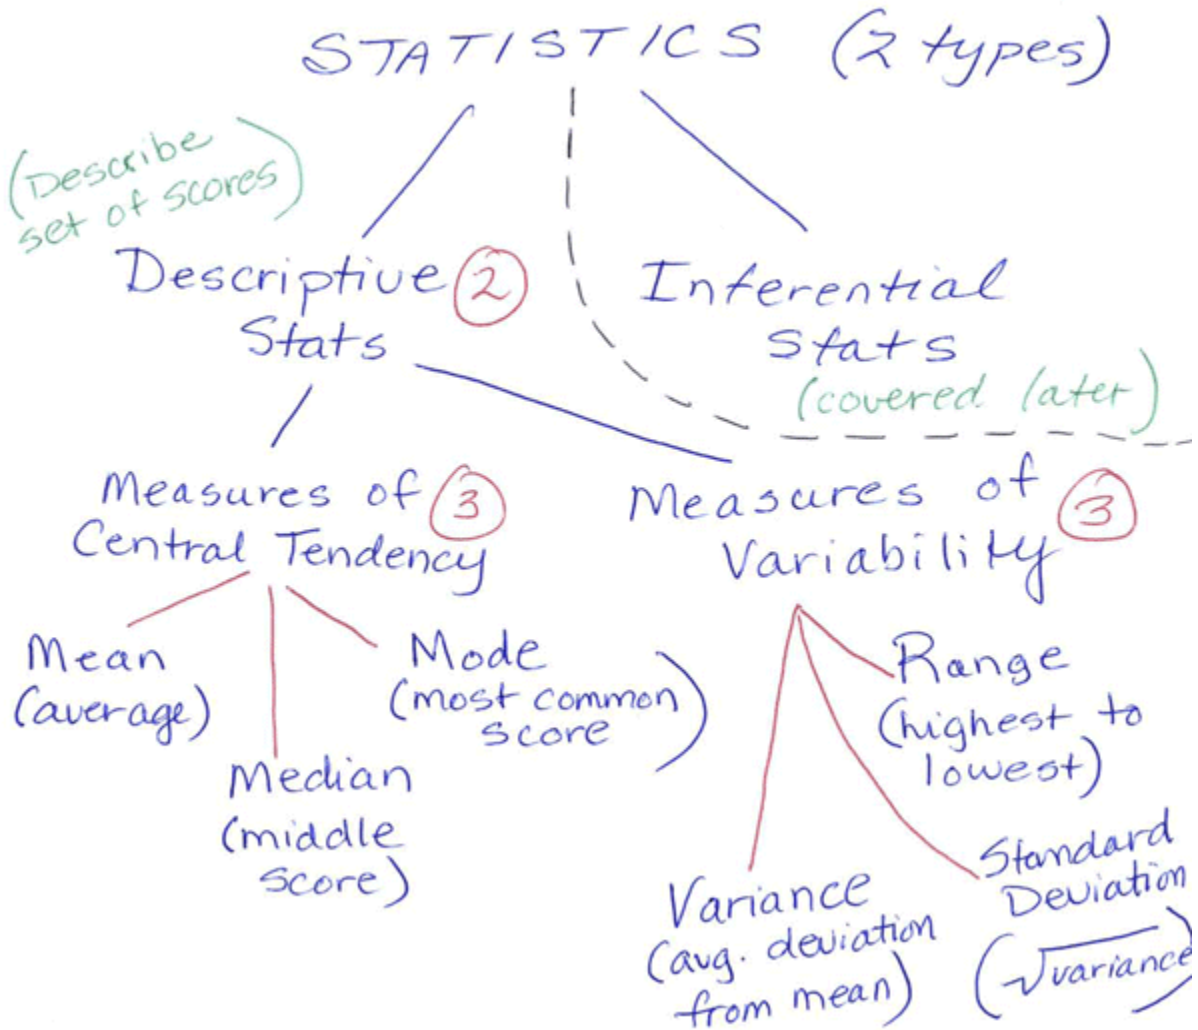 STATISTICS (2 types)
(Describe
set of scores)
Descriptive 2
Stats
Inferential
Stats
(covered later)
Measures of 3
Central Tendency
Measures of 3
Variability
Mean
(average)
Mode
(most common
score)
Median
(middle
score)
Range
(highest to
lowest)
Variance
(avg. deviation
from mean)
Standard
Deviation
(√variance)